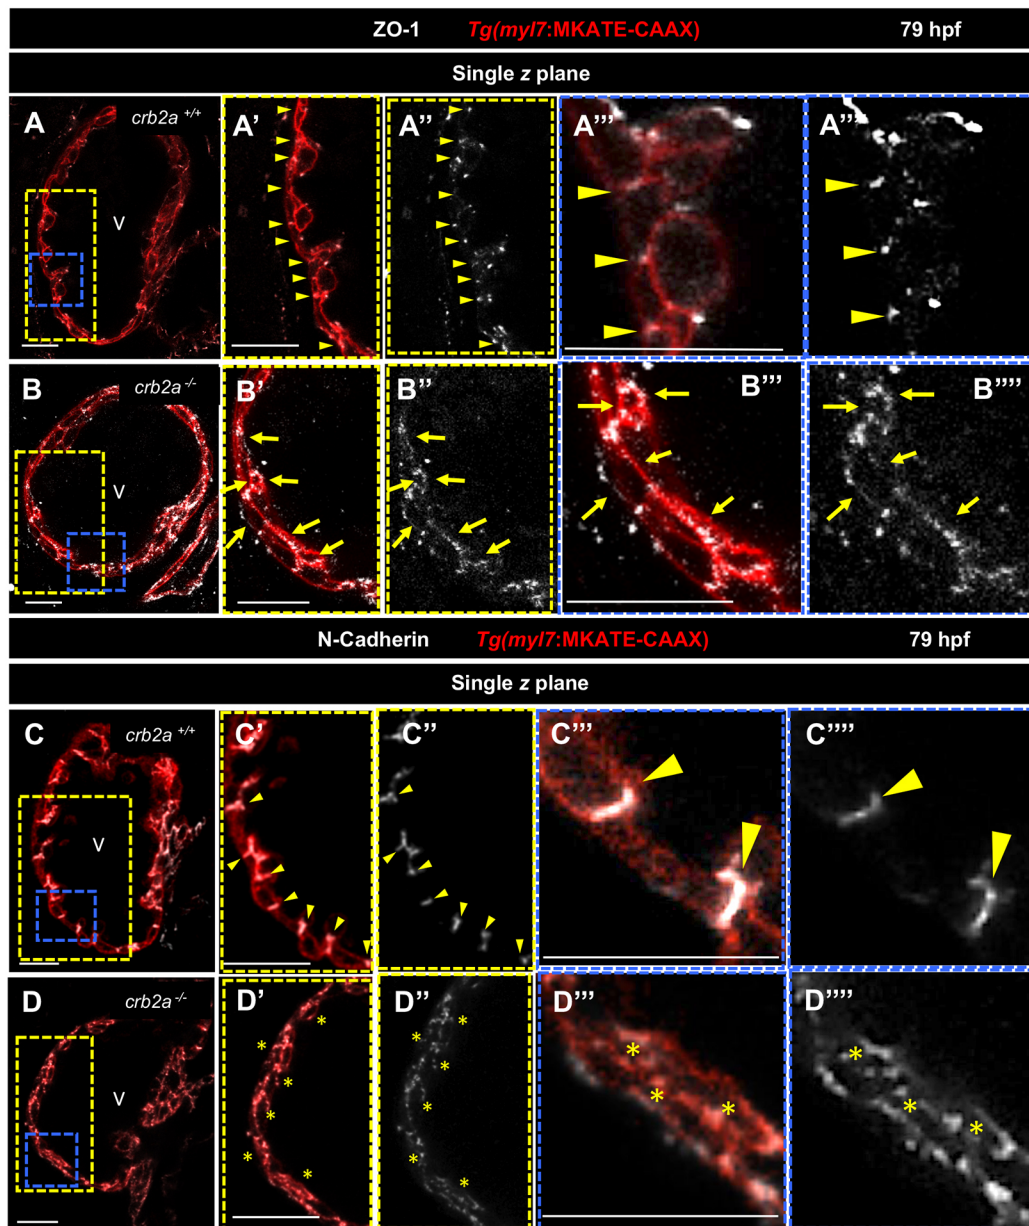 ZO-1 Tg(myl7:MKATE-CAAX) 79 hpf
Single z plane
A crb2a +/+ V
A’
A’’
A’’’
A’’’’
B crb2a -/- V
B’
B’’
B’’’
B’’’’
N-Cadherin Tg(myl7:MKATE-CAAX) 79 hpf
Single z plane
C crb2a +/+ V
C’
C’’
C’’’
C’’’’
D crb2a -/- V
D’
D’’
D’’’
D’’’’